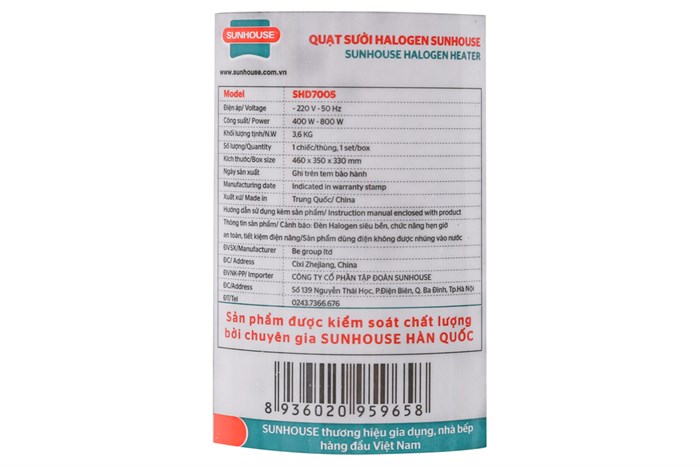 SUNHOUSE
www.sunhouse.com.vn
QUẠT SƯỞI HALOGEN SUNHOUSE
SUNHOUSE HALOGEN HEATER
Model SHD7005
Điện áp/ Voltage ~ 220 V - 50 Hz
Công suất/ Power 400 W - 800 W
Khối lượng tịnh/N.W 3,6 KG
Số lượng/Quantity 1 chiếc/thùng, 1 set/box
Kích thước/Box size 460 x 350 x 330 mm
Ngày sản xuất Ghi trên tem bảo hành
Manufacturing date Indicated in warranty stamp
Xuất xứ/ Made in Trung Quốc/ China
Hướng dẫn sử dụng kèm sản phẩm/ Instruction manual enclosed with product
Thông tin sản phẩm/ Cảnh báo: Đèn Halogen siêu bền, chức năng hẹn giờ
an toàn, tiết kiệm điện năng/Sản phẩm dùng điện không được nhúng vào nước
ĐVSX/Manufacturer Be group ltd
ĐC/ Address Cixi Zhejiang, China
ĐVNK-PP/ Importer CÔNG TY CỔ PHẦN TẬP ĐOÀN SUNHOUSE
ĐC/Address Số 139 Nguyễn Thái Học, P.Điện Biên, Q. Ba Đình, Tp.Hà Nội
ĐT/Tel 0243.7366.676
Sản phẩm được kiểm soát chất lượng
bởi chuyên gia SUNHOUSE HÀN QUỐC
8 936020 959658
SUNHOUSE thương hiệu gia dụng, nhà bếp
hàng đầu Việt Nam